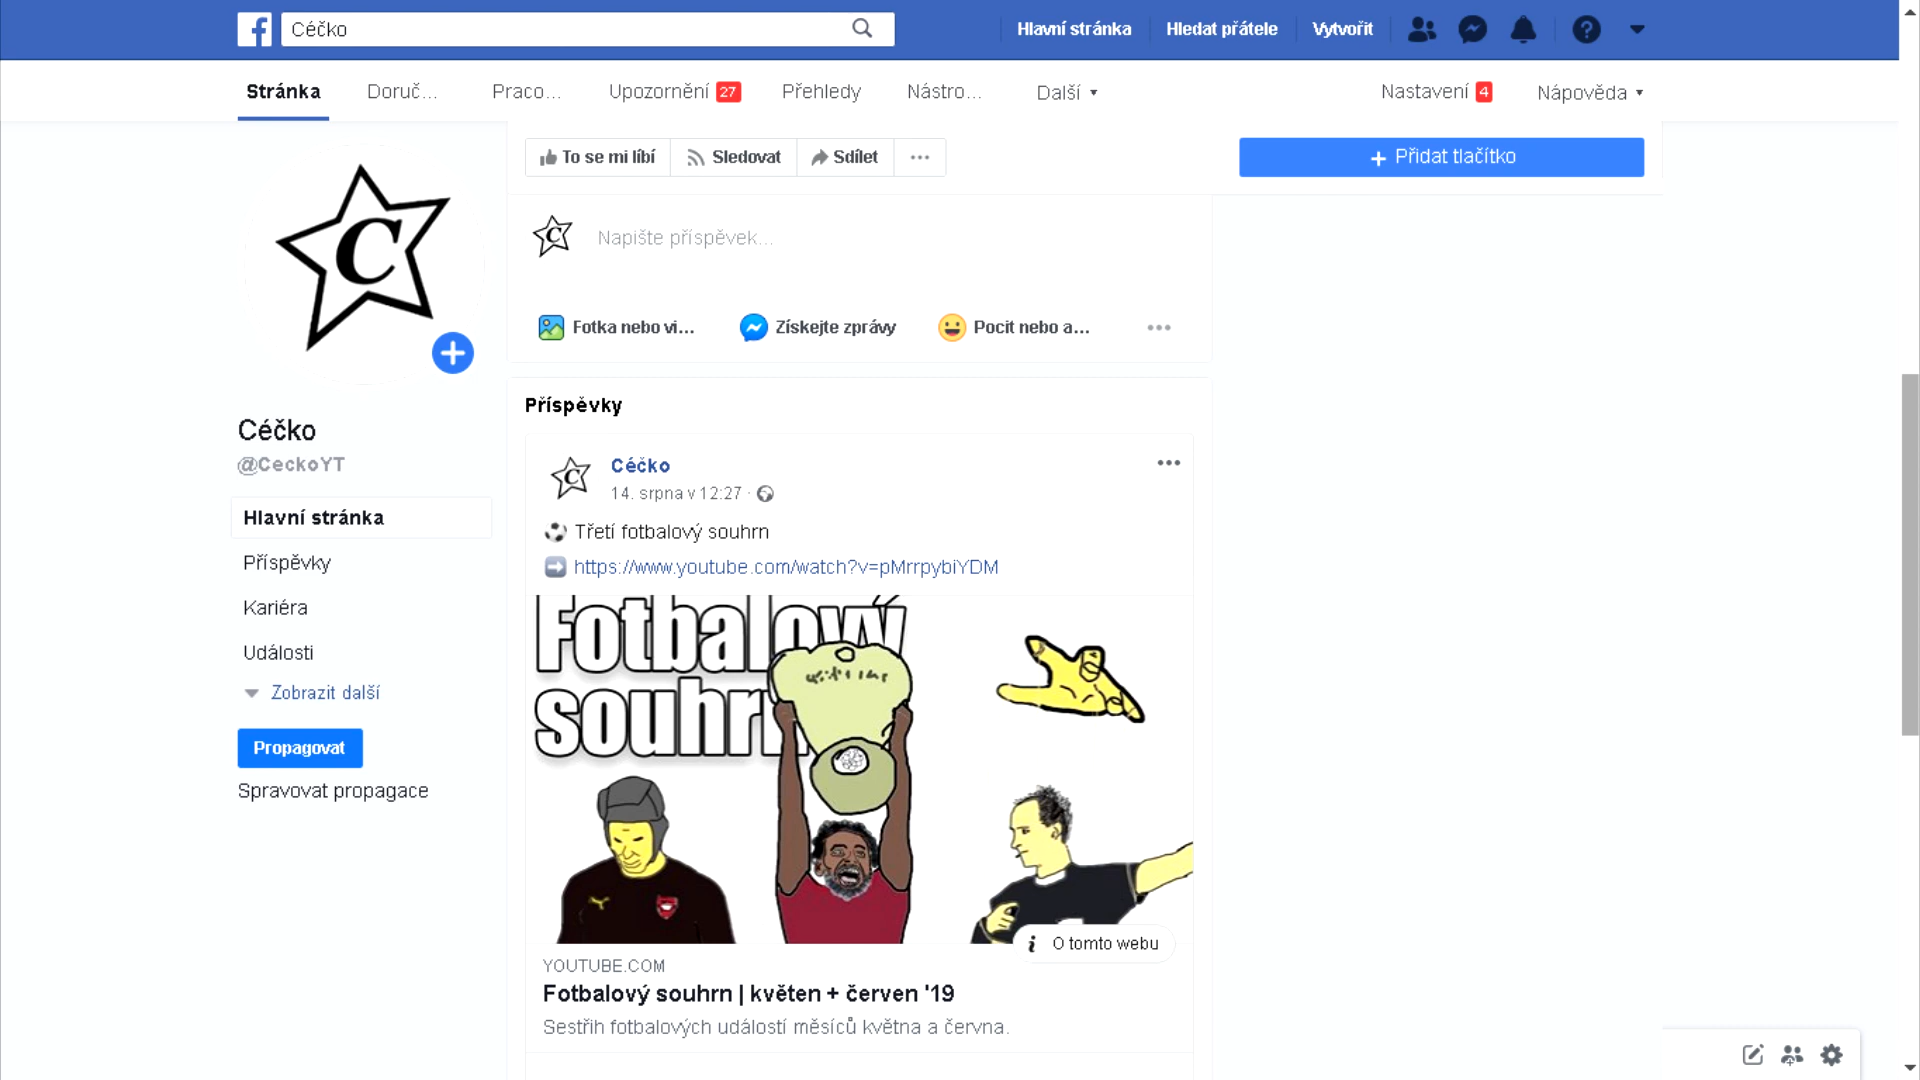 Céčko
Hlavní stránka
Hledat přátele
Vytvořit
Stránka
Doruč...
Praco...
Upozornění 27
Přehledy
Nástro...
Další
Nastavení 4
Nápověda
To se mi líbí
Sledovat
Sdílet
+ Přidat tlačítko
C
Céčko
@CeckoYT
Hlavní stránka
Příspěvky
Kariéra
Události
Zobrazit další
Propagovat
Spravovat propagace
C
Napište příspěvek...
Fotka nebo vi...
Získejte zprávy
Pocit nebo a...
Příspěvky
C
Céčko
14. srpna v 12:27 ·
Třetí fotbalový souhrn
https://www.youtube.com/watch?v=pMrrpybiYDM
Fotbalový
souhrn
O tomto webu
YOUTUBE.COM
Fotbalový souhrn | květen + červen '19
Sestřih fotbalových událostí měsíců května a června.